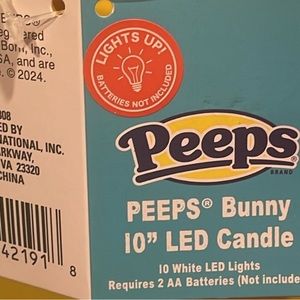 LIGHTS UP!
BATTERIES NOT INCLUDED
Peeps
BRAND
PEEPS® Bunny
10" LED Candle
10 White LED Lights
Requires 2 AA Batteries (Not include
egistered
Born, Inc.,
SA, and are
e. © 2024.
808
ED BY
NATIONAL, INC.
ARKWAY,
VA 23320
CHINA
42191 8